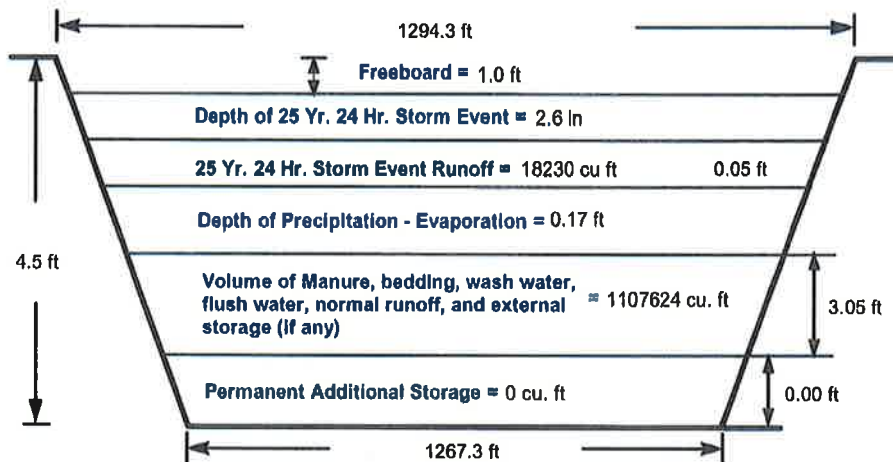 1294.3 ft
Freeboard = 1.0 ft
Depth of 25 Yr. 24 Hr. Storm Event = 2.6 in
25 Yr. 24 Hr. Storm Event Runoff = 18230 cu ft 0.05 ft
Depth of Precipitation - Evaporation = 0.17 ft
4.5 ft
Volume of Manure, bedding, wash water,
flush water, normal runoff, and external = 1107624 cu. ft
storage (if any)
3.05 ft
Permanent Additional Storage = 0 cu. ft 0.00 ft
1267.3 ft